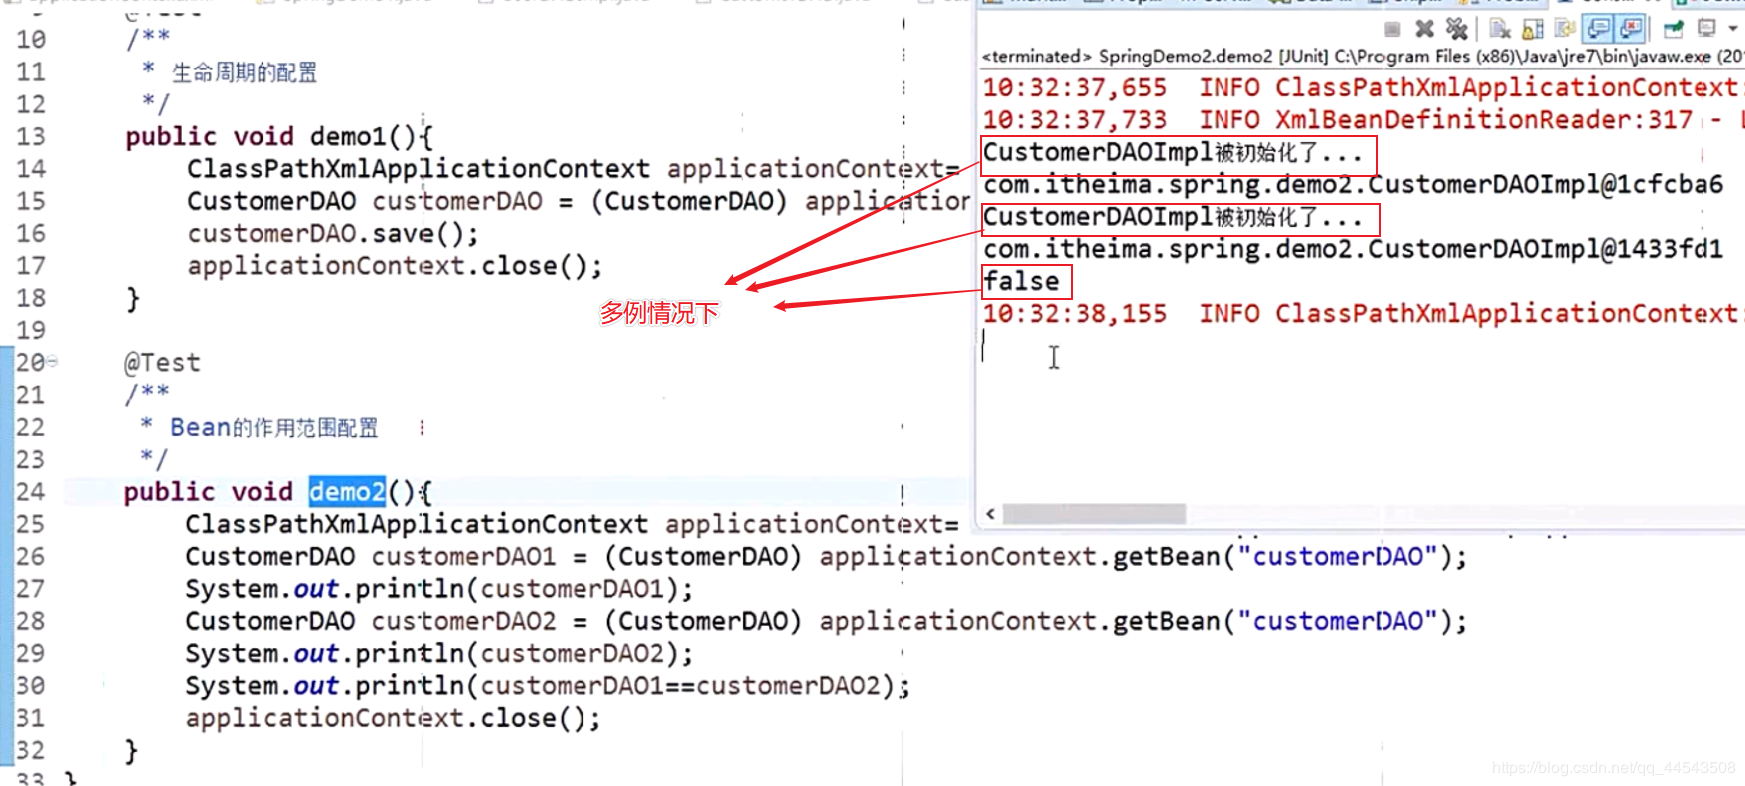 10 /**
11 * 生命周期的配置
12 */
13 public void demo1(){
14 ClassPathXmlApplicationContext applicationContext=
15 CustomerDAO customerDAO = (CustomerDAO) application
16 customerDAO.save();
17 applicationContext.close();
18 }
19
20 @Test
21 /**
22 * Bean的作用范围配置
23 */
24 public void demo2(){
25 ClassPathXmlApplicationContext applicationContext=
26 CustomerDAO customerDAO1 = (CustomerDAO) applicationContext.getBean("customerDAO");
27 System.out.println(customerDAO1);
28 CustomerDAO customerDAO2 = (CustomerDAO) applicationContext.getBean("customerDAO");
29 System.out.println(customerDAO2);
30 System.out.println(customerDAO1==customerDAO2);
31 applicationContext.close();
32 }
33 }
多例情况下
<terminated> SpringDemo2.demo2 [JUnit] C:\Program Files (x86)\Java\jre7\bin\javaw.exe (20
10:32:37,655 INFO ClassPathXmlApplicationContext:
10:32:37,733 INFO XmlBeanDefinitionReader:317 - L
CustomerDAOImpl被初始化了...
com.itheima.spring.demo2.CustomerDAOImpl@1cfcba6
CustomerDAOImpl被初始化了...
com.itheima.spring.demo2.CustomerDAOImpl@1433fd1
false
10:32:38,155 INFO ClassPathXmlApplicationContext:
https://blog.csdn.net/qq_44543508